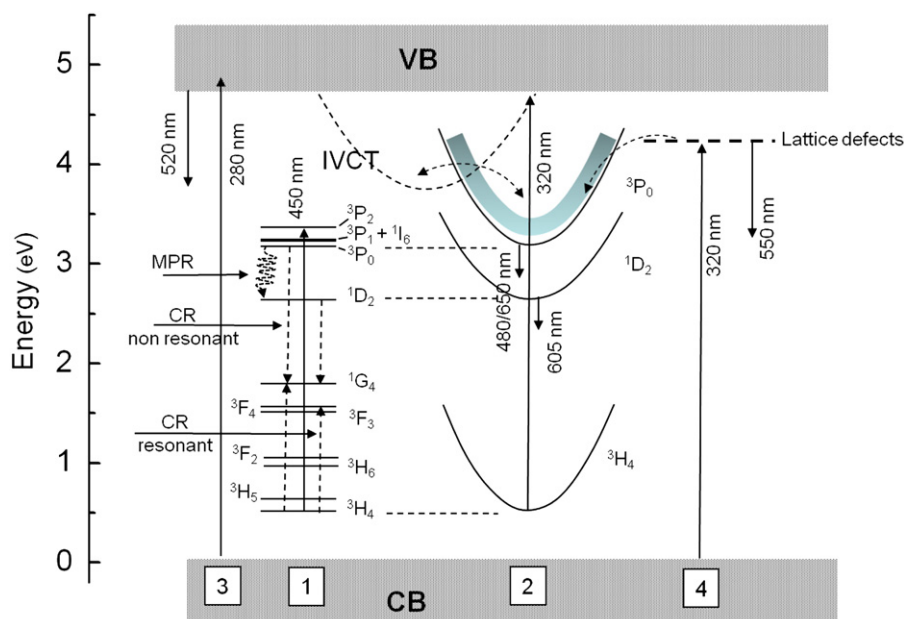 VB
5
4
3
2
1
0
Energy (eV)
520 nm
280 nm
450 nm
IVCT
320 nm
Lattice defects
³P₀
³P₂
³P₁ + ¹I₆
³P₀
320 nm
550 nm
MPR
¹D₂
¹D₂
480/650 nm
605 nm
CR
non resonant
¹G₄
³F₄
³F₃
CR
resonant
³F₂
³H₆
³H₄
³H₅
³H₄
3
1
2
4
CB